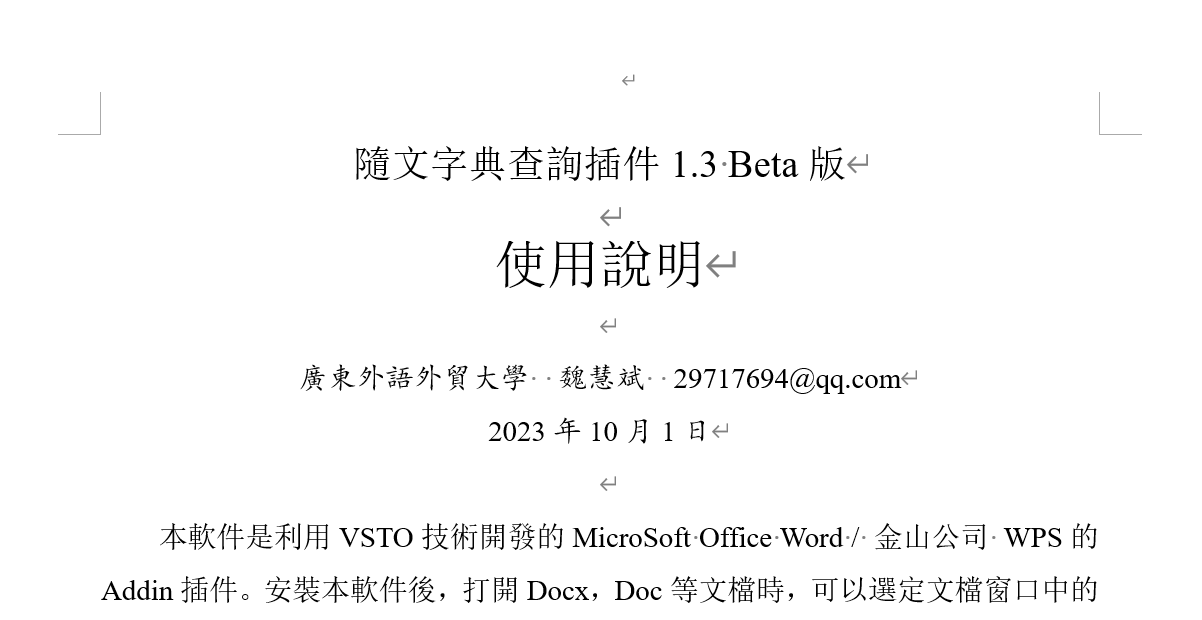 隨文字典查詢插件 1.3 Beta 版
使用說明
廣東外語外貿大學  魏慧斌  29717694@qq.com
2023 年 10 月 1 日
本軟件是利用 VSTO 技術開發的 MicroSoft Office Word / 金山公司 WPS 的
Addin 插件。安裝本軟件後，打開 Docx，Doc 等文檔時，可以選定文檔窗口中的